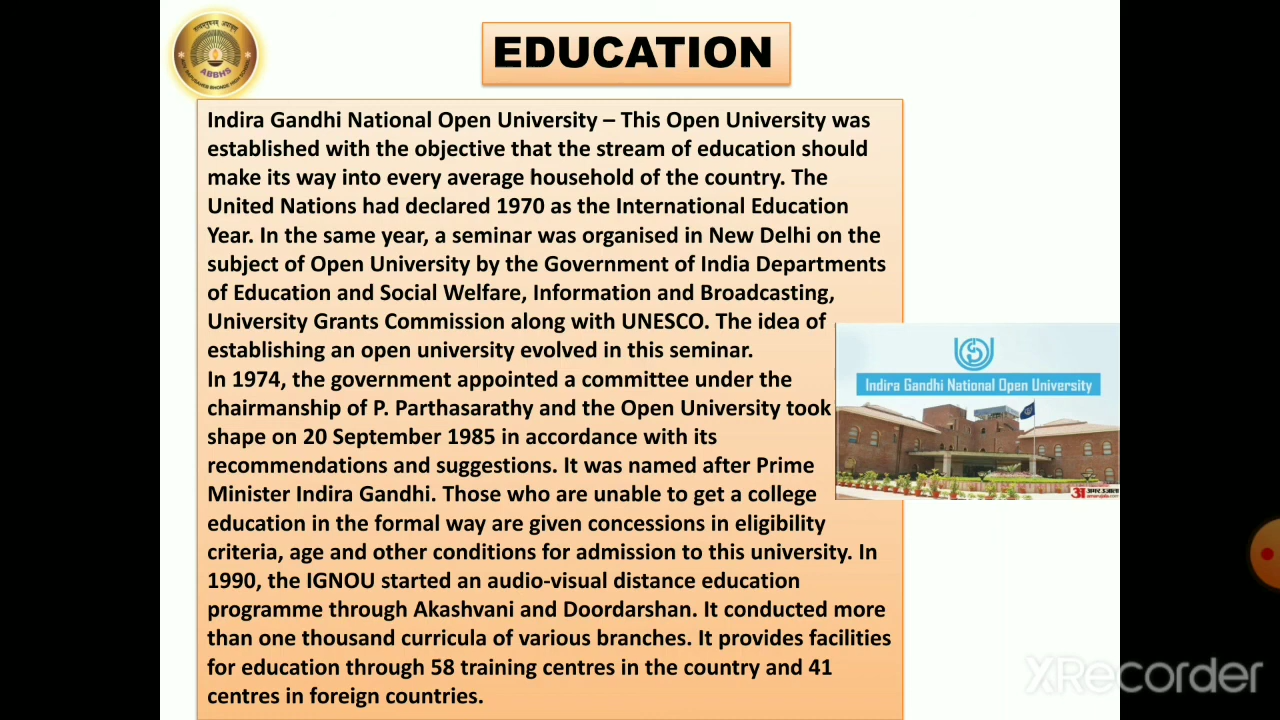 EDUCATION
ABBHS
Indira Gandhi National Open University – This Open University was
established with the objective that the stream of education should
make its way into every average household of the country. The
United Nations had declared 1970 as the International Education
Year. In the same year, a seminar was organised in New Delhi on the
subject of Open University by the Government of India Departments
of Education and Social Welfare, Information and Broadcasting,
University Grants Commission along with UNESCO. The idea of
establishing an open university evolved in this seminar.
In 1974, the government appointed a committee under the
chairmanship of P. Parthasarathy and the Open University took
shape on 20 September 1985 in accordance with its
recommendations and suggestions. It was named after Prime
Minister Indira Gandhi. Those who are unable to get a college
education in the formal way are given concessions in eligibility
criteria, age and other conditions for admission to this university. In
1990, the IGNOU started an audio-visual distance education
programme through Akashvani and Doordarshan. It conducted more
than one thousand curricula of various branches. It provides facilities
for education through 58 training centres in the country and 41
centres in foreign countries.
Indira Gandhi National Open University
अमर उजाला
amarujala.com
XRecorder